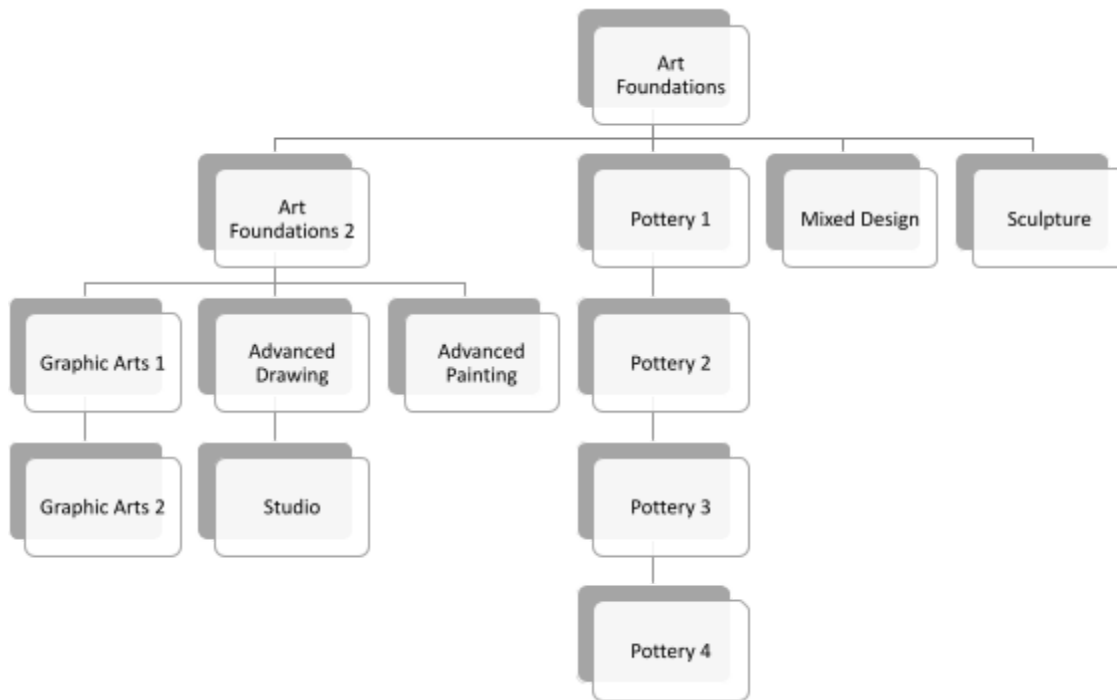 Art
Foundations
Art
Foundations 2
Pottery 1
Mixed Design
Sculpture
Graphic Arts 1
Advanced
Drawing
Advanced
Painting
Pottery 2
Graphic Arts 2
Studio
Pottery 3
Pottery 4